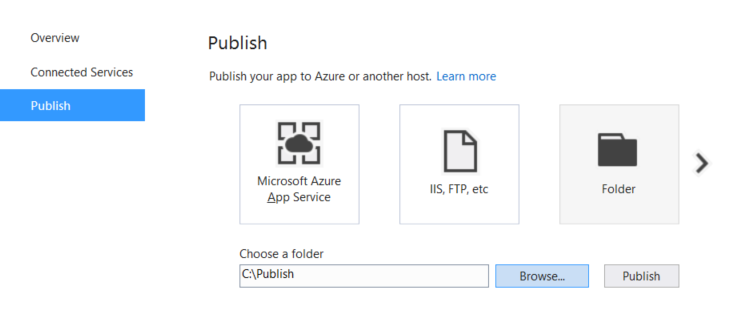 Overview
Connected Services
Publish
Publish
Publish your app to Azure or another host. Learn more
Microsoft Azure
App Service
IIS, FTP, etc
Folder
Choose a folder
C:\Publish
Browse...
Publish